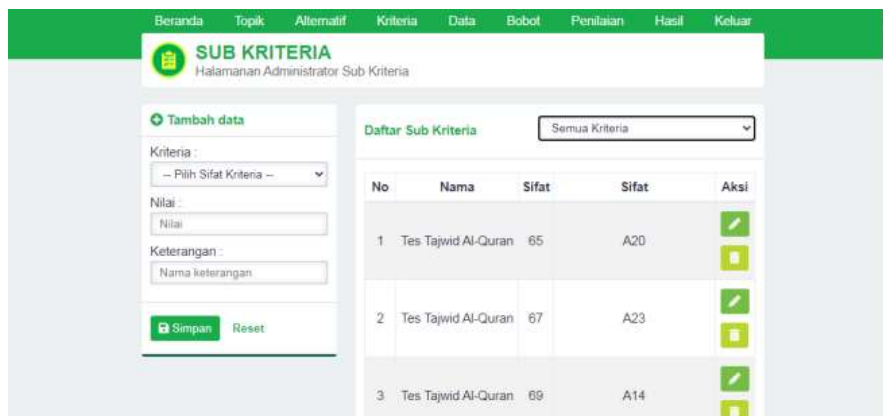 Beranda Topik Alternatif Kriteria Data Bobot Penilaian Hasil Keluar
SUB KRITERIA
Halamanan Administrator Sub Kriteria
Tambah data
Kriteria :
-- Pilih Sifat Kriteria --
Nilai :
Nilai
Keterangan :
Nama keterangan
Simpan Reset
Daftar Sub Kriteria Semua Kriteria
No Nama Sifat Sifat Aksi
1 Tes Tajwid Al-Quran 65 A20
2 Tes Tajwid Al-Quran 67 A23
3 Tes Tajwid Al-Quran 69 A14